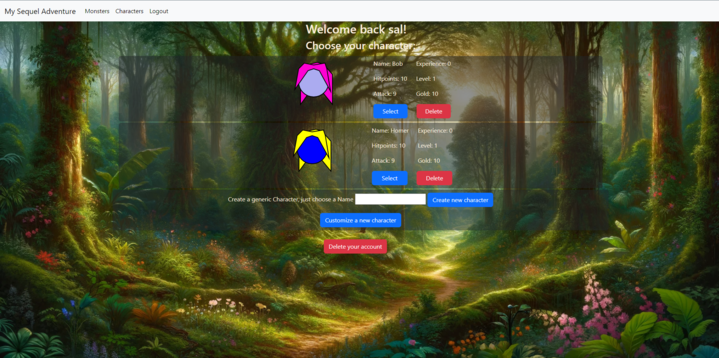 My Sequel Adventure Monsters Characters Logout
Welcome back sal!
Choose your character:
Name: Bob Experience: 0
Hitpoints: 10 Level: 1
Attack: 9 Gold: 10
Select Delete
Name: Homer Experience: 0
Hitpoints: 10 Level: 1
Attack: 9 Gold: 10
Select Delete
Create a generic Character, just choose a Name Create new character
Customize a new character
Delete your account